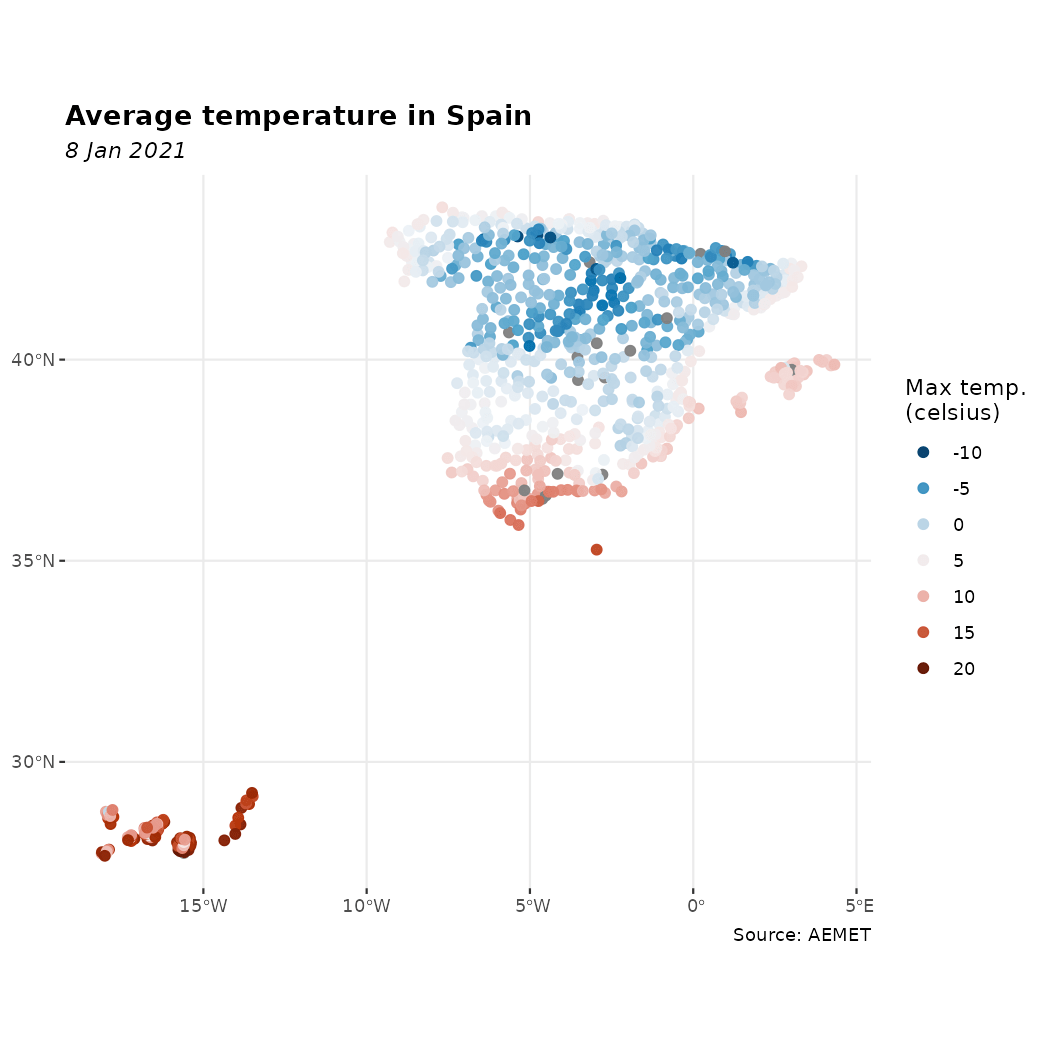 Average temperature in Spain
8 Jan 2021
40°N
35°N
30°N
15°W
10°W
5°W
0°
5°E
Max temp.
(celsius)
-10
-5
0
5
10
15
20
Source: AEMET